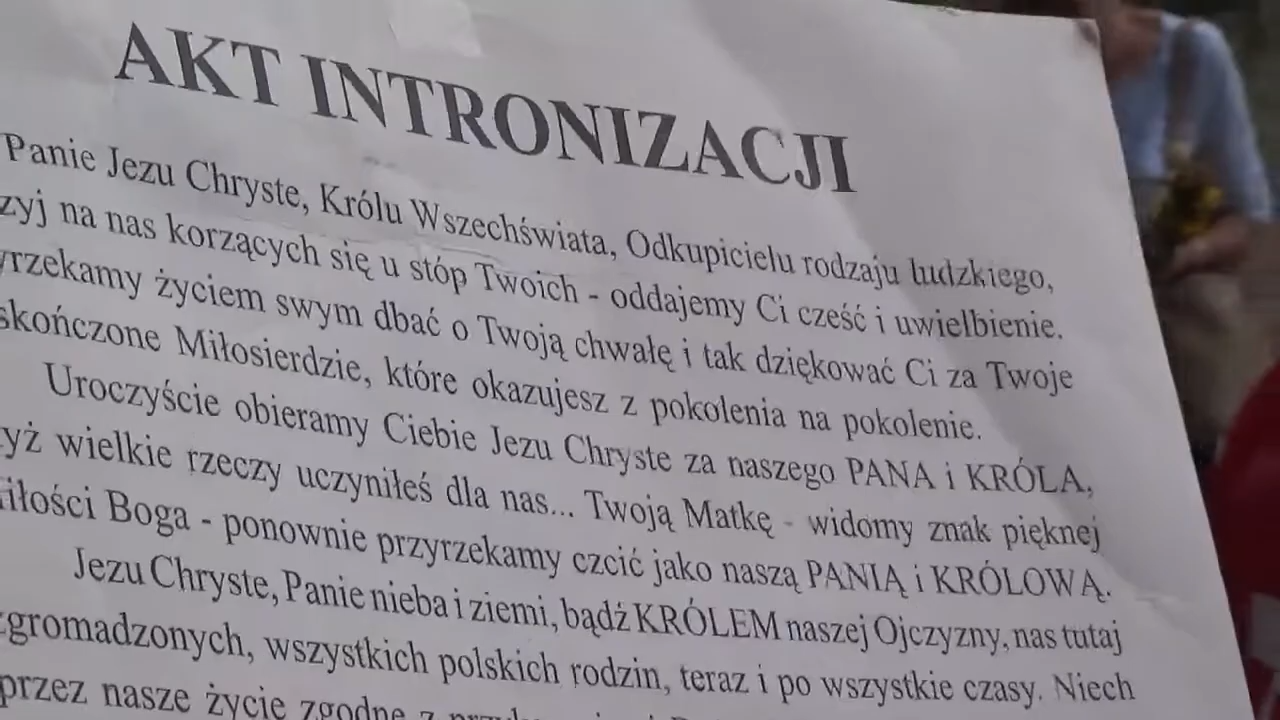 AKT INTRONIZACJI
Panie Jezu Chryste, Królu Wszechświata, Odkupicielu rodzaju ludzkiego,
zyj na nas korzących się u stóp Twoich - oddajemy Ci cześć i uwielbienie.
yrzekamy życiem swym dbać o Twoją chwałę i tak dziękować Ci za Twoje
skończone Miłosierdzie, które okazujesz z pokolenia na pokolenie.
Uroczyście obieramy Ciebie Jezu Chryste za naszego PANA i KRÓLA,
yż wielkie rzeczy uczyniłeś dla nas... Twoją Matkę - widomy znak pięknej
iłości Boga - ponownie przyrzekamy czcić jako naszą PANIĄ i KRÓLOWĄ.
Jezu Chryste, Panie nieba i ziemi, bądź KRÓLEM naszej Ojczyzny, nas tutaj
zgromadzonych, wszystkich polskich rodzin, teraz i po wszystkie czasy. Niech
przez nasze życie zgodne z